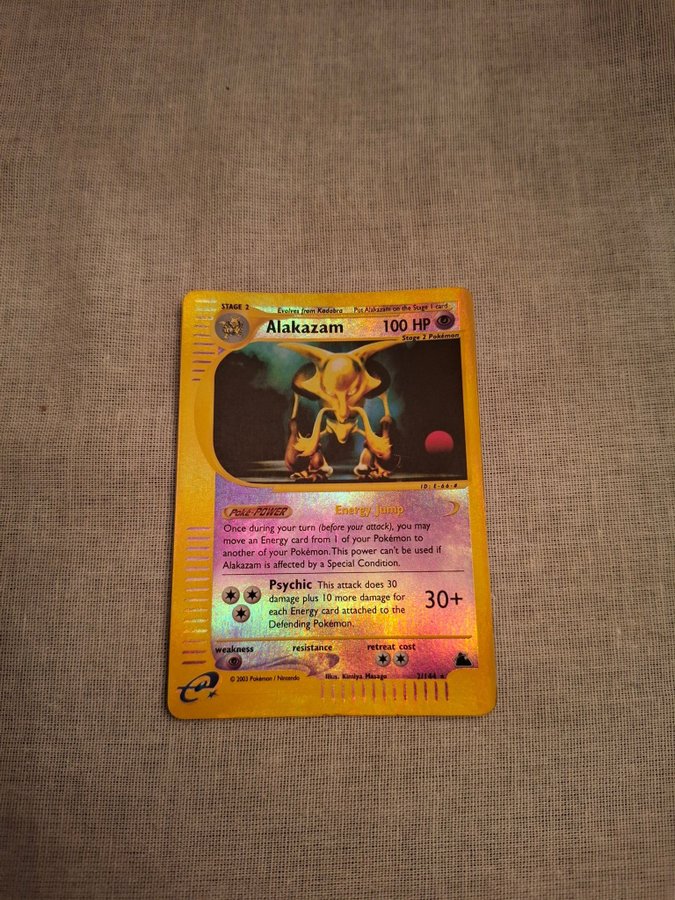 STAGE 2
Evolves from Kadabra Put Alakazam on the Stage 1 card
Alakazam 100 HP
Stage 2 Pokémon
ID: E-66-#
Poké-POWER Energy Jump
Once during your turn (before your attack), you may
move an Energy card from 1 of your Pokémon to
another of your Pokémon. This power can't be used if
Alakazam is affected by a Special Condition.
Psychic This attack does 30
damage plus 10 more damage for
each Energy card attached to the
Defending Pokémon.
30+
weakness resistance retreat cost
Illus. Kimiya Masago 2/144 ★
© 2003 Pokémon / Nintendo
e